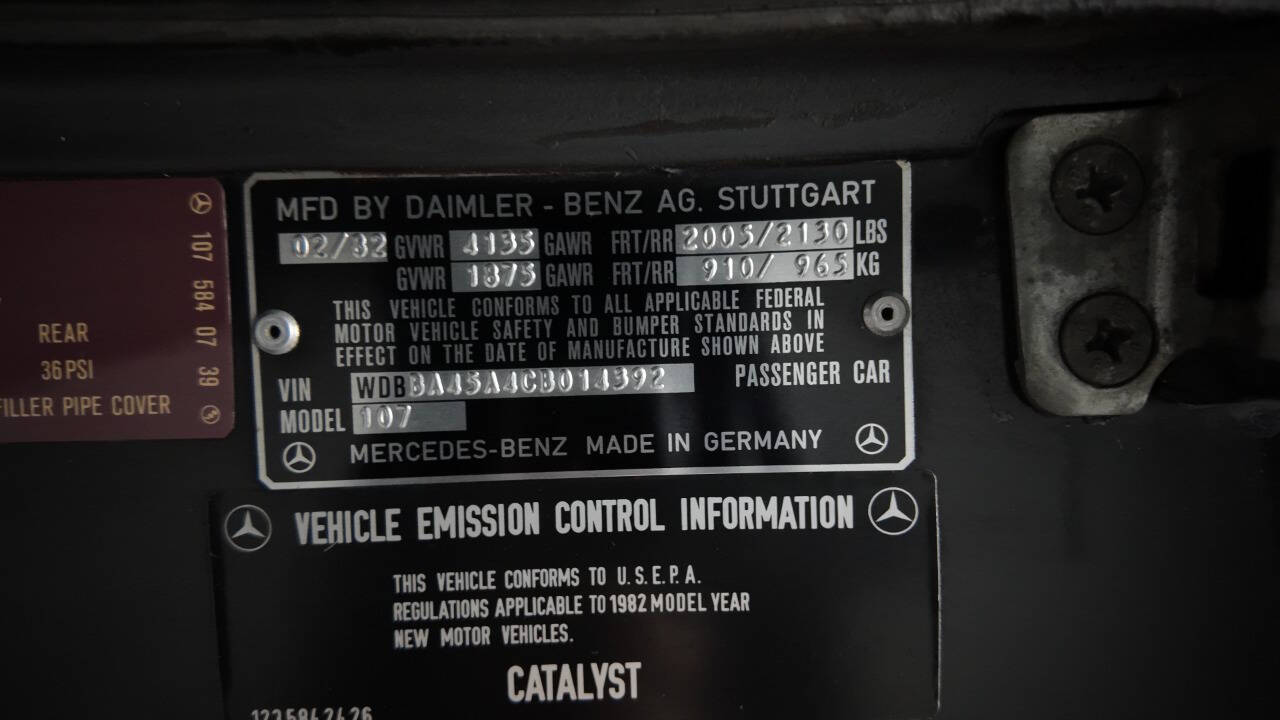 MFD BY DAIMLER - BENZ AG. STUTTGART
02/82 GVWR 4135 GAWR FRT/RR 2005/2130 LBS
GVWR 1875 GAWR FRT/RR 910/ 965 KG
THIS VEHICLE CONFORMS TO ALL APPLICABLE FEDERAL
MOTOR VEHICLE SAFETY AND BUMPER STANDARDS IN
EFFECT ON THE DATE OF MANUFACTURE SHOWN ABOVE
VIN WDBBA45A4CB014392 PASSENGER CAR
MODEL 107
MERCEDES-BENZ MADE IN GERMANY
REAR
36 PSI
FILLER PIPE COVER
107 584 07 39
VEHICLE EMISSION CONTROL INFORMATION
THIS VEHICLE CONFORMS TO U.S.E.P.A.
REGULATIONS APPLICABLE TO 1982 MODEL YEAR
NEW MOTOR VEHICLES.
CATALYST